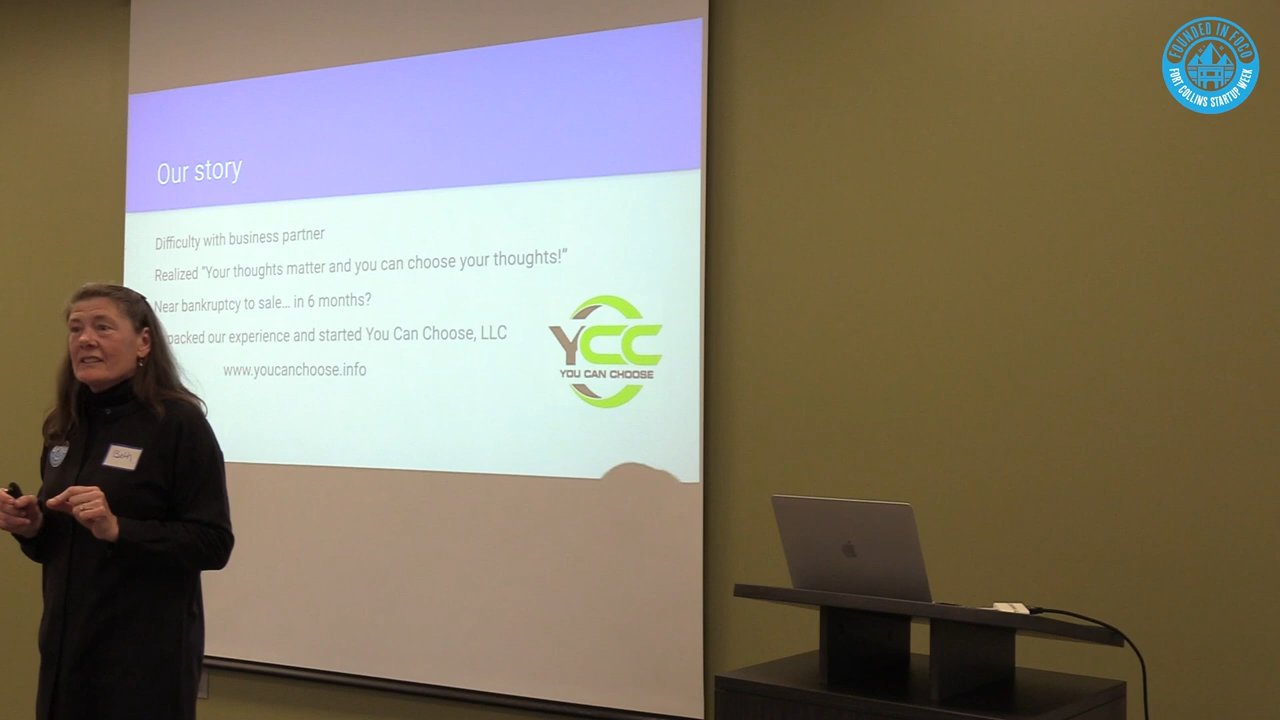 FOUNDED IN FOCO
FORT COLLINS STARTUP WEEK
Our story
Difficulty with business partner
Realized "Your thoughts matter and you can choose your thoughts!"
Near bankruptcy to sale... in 6 months?
packed our experience and started You Can Choose, LLC
www.youcanchoose.info
YCC
YOU CAN CHOOSE
Beth